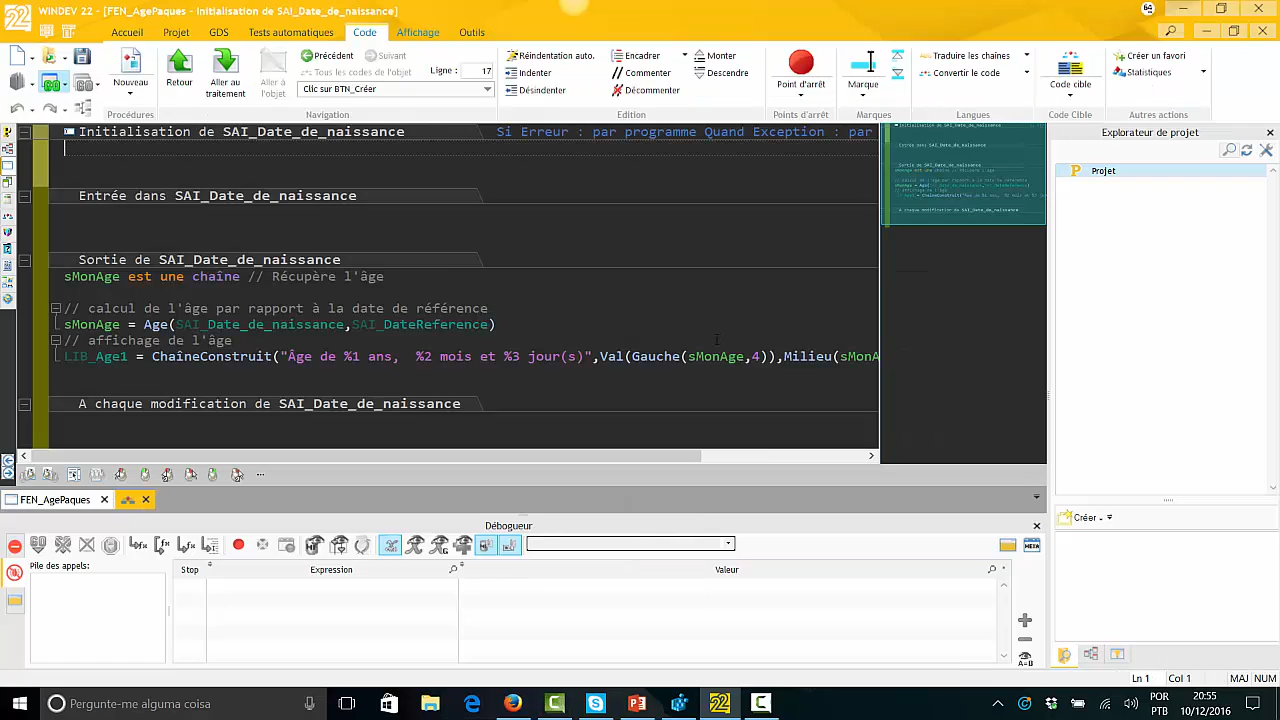 WINDEV 22 - [FEN_AgePaques - Initialisation de SAI_Date_de_naissance]
64
Accueil Projet GDS Tests automatiques Code Affichage Outils
Nouveau
Procédures
Retour
Aller au traitement
Aller à l'objet
Précédent Suivant
Tous les codes de l'objet
Clic sur BTN_Créer
Ligne : 17
Navigation
Réindentation auto.
Indenter
Désindenter
Encadrer
Commenter
Décommenter
Monter
Descendre
Edition
Point d'arrêt
Points d'arrêt
Marque
Marques
Traduire les chaînes
Convertir le code
Langues
Code cible
Code Cible
Créer un favori
Statistiques
Autres actions
Initialisation de SAI_Date_de_naissance Si Erreur : par programme Quand Exception : par
Entrée dans SAI_Date_de_naissance
Sortie de SAI_Date_de_naissance
sMonAge est une chaîne // Récupère l'âge
// calcul de l'âge par rapport à la date de référence
sMonAge = Age(SAI_Date_de_naissance,SAI_DateReference)
// affichage de l'âge
LIB_Age1 = ChaîneConstruit("Âge de %1 ans,  %2 mois et %3 jour(s)",Val(Gauche(sMonAge,4)),Milieu(sMonA
A chaque modification de SAI_Date_de_naissance
Explorateur de projet
Projet
Créer
FEN_AgePaques
Débogueur
Pile des appels:
Stop Expression Valeur
Ln 1 Col 1 MAJ NUM
Pergunte-me alguma coisa
22
POR
PTB
20:55
10/12/2016